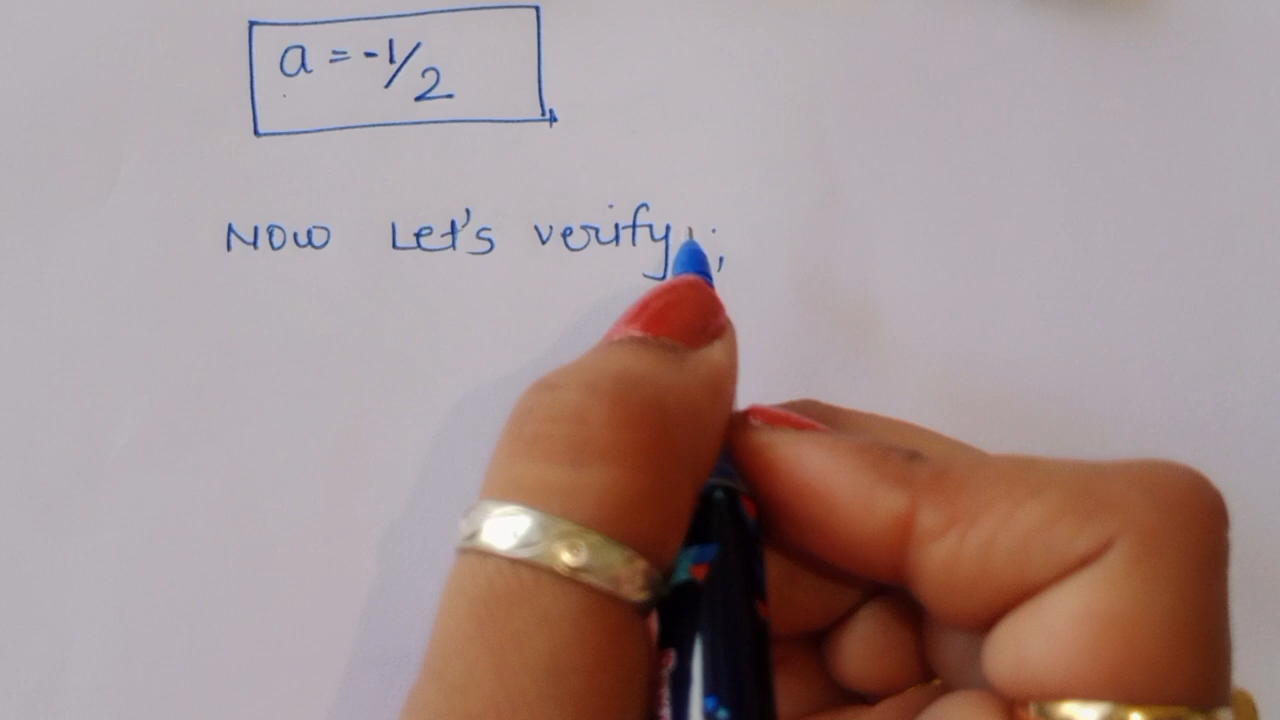 a = -1/2
Now Let's verify;